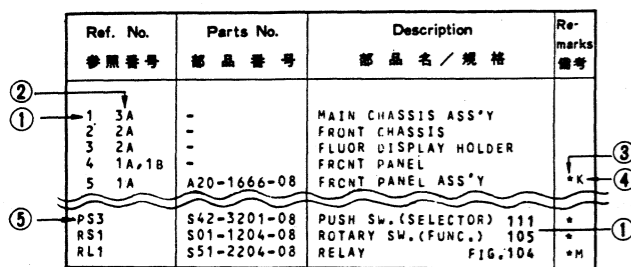 Ref. No. Parts No. Description Re-
marks
参照番号 部品番号 部品名／規格 備考
②
① 1 3A - MAIN CHASSIS ASS'Y
2 2A - FRONT CHASSIS
3 2A - FLUOR DISPLAY HOLDER ③
4 1A,1B - FRCNT PANEL
5 1A A20-1666-08 FRCNT PANEL ASS'Y *K ④
⑤ PS3 S42-3201-08 PUSH SW.(SELECTOR) 111 *
RS1 S01-1204-08 ROTARY SW.(FUNC.) 105 * ①
RL1 S51-2204-08 RELAY FIG.104 *M